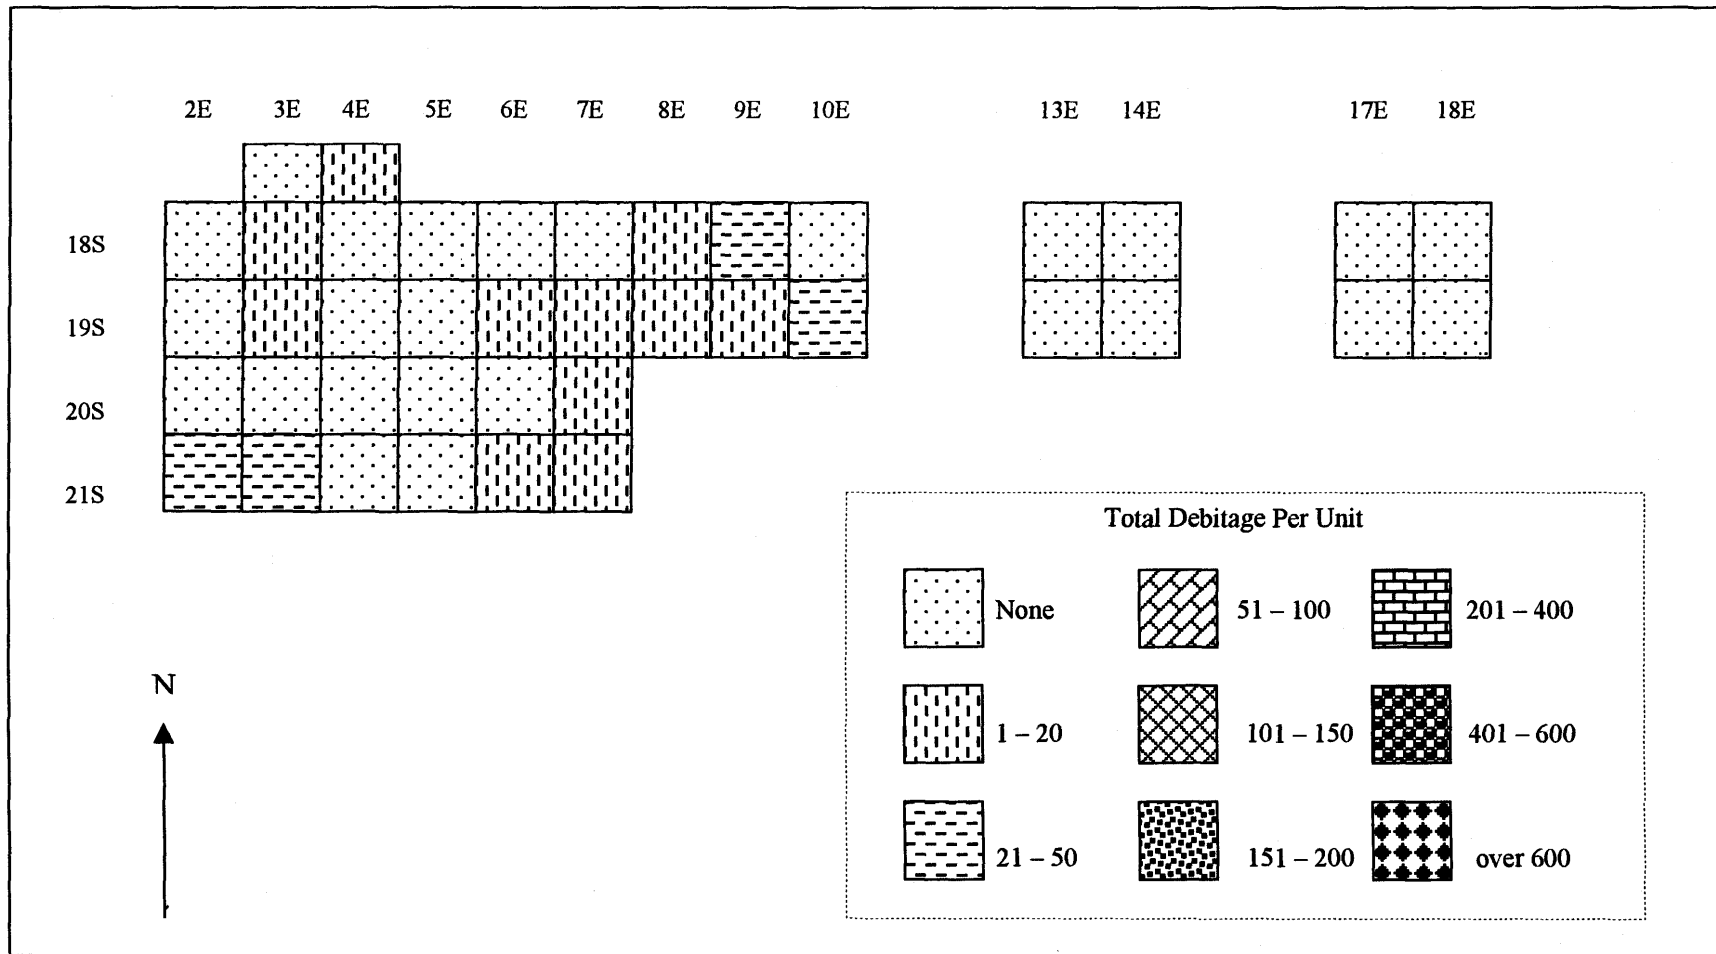 2E 3E 4E 5E 6E 7E 8E 9E 10E 13E 14E 17E 18E
18S
19S
20S
21S
Total Debitage Per Unit
None 51 – 100 201 – 400
1 – 20 101 – 150 401 – 600
21 – 50 151 – 200 over 600
N